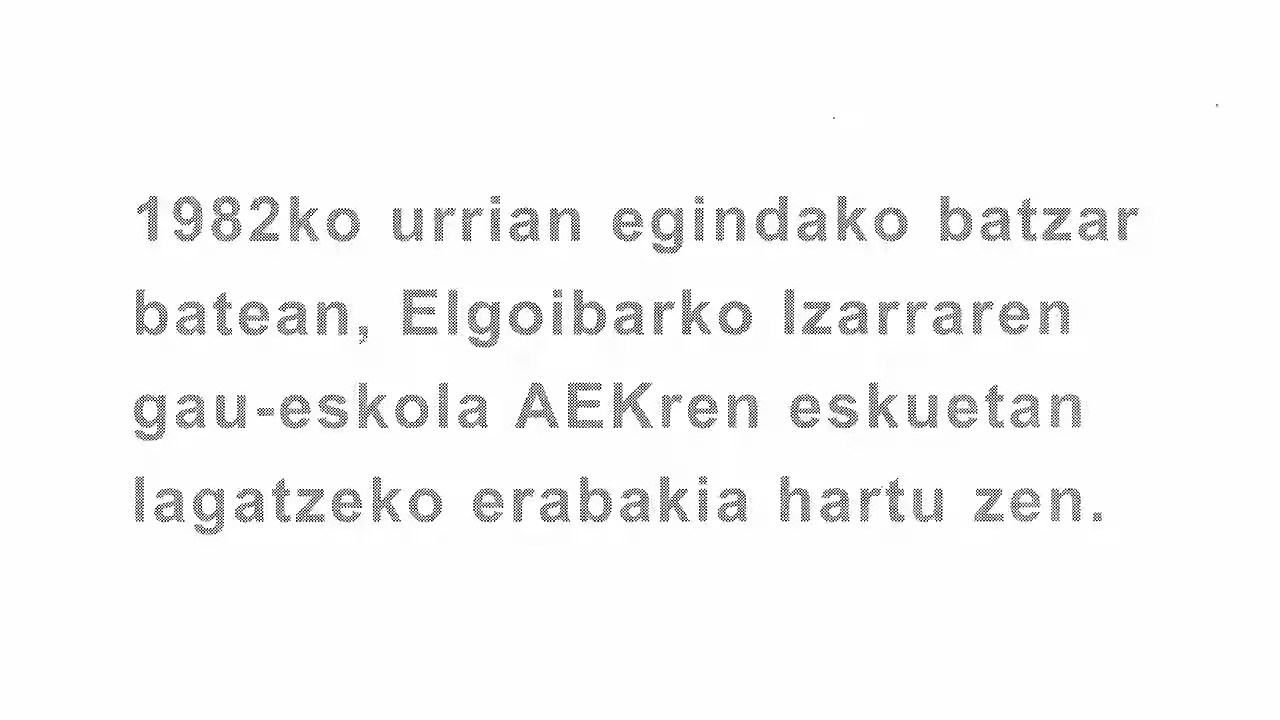 1982ko urrian egindako batzar
batean, Elgoibarko Izarraren
gau-eskola AEKren eskuetan
lagatzeko erabakia hartu zen.